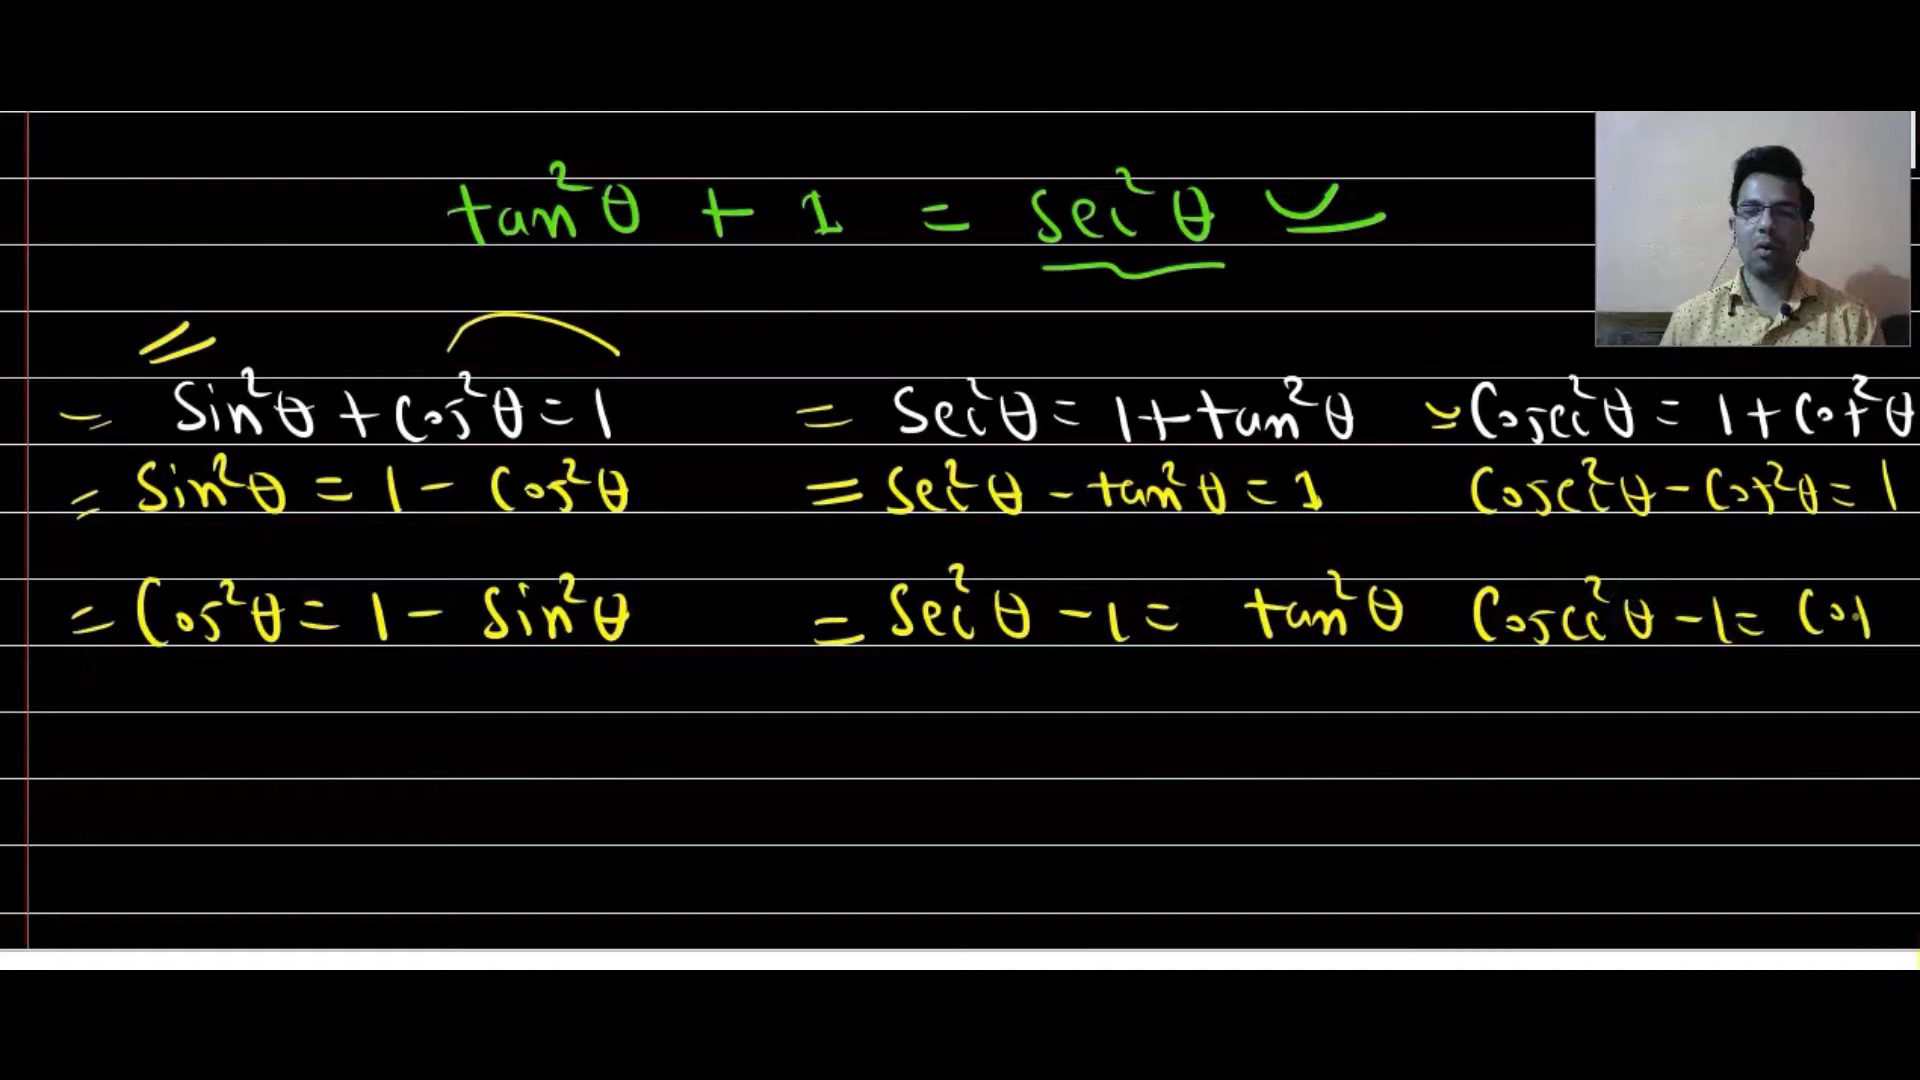 tan²θ + 1 = sec²θ
= Sin²θ + Cos²θ = 1 = Sec²θ = 1 + tan²θ Cosec²θ = 1 + Cot²θ
= Sin²θ = 1 - Cos²θ = Sec²θ - tan²θ = 1 Cosec²θ - Cot²θ = 1
= Cos²θ = 1 - Sin²θ = Sec²θ - 1 = tan²θ Cosec²θ - 1 = Cot